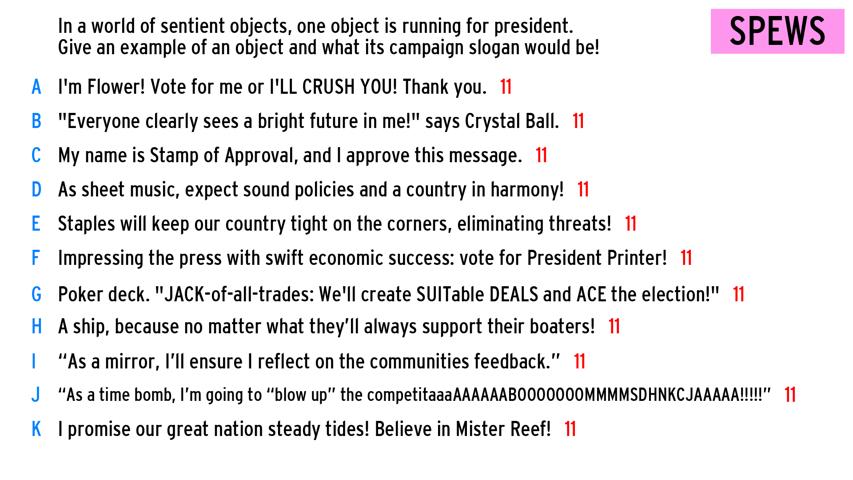 In a world of sentient objects, one object is running for president.
Give an example of an object and what its campaign slogan would be!
SPEWS
A I'm Flower! Vote for me or I'LL CRUSH YOU! Thank you. 11
B "Everyone clearly sees a bright future in me!" says Crystal Ball. 11
C My name is Stamp of Approval, and I approve this message. 11
D As sheet music, expect sound policies and a country in harmony! 11
E Staples will keep our country tight on the corners, eliminating threats! 11
F Impressing the press with swift economic success: vote for President Printer! 11
G Poker deck. "JACK-of-all-trades: We'll create SUITable DEALS and ACE the election!" 11
H A ship, because no matter what they’ll always support their boaters! 11
I “As a mirror, I’ll ensure I reflect on the communities feedback.” 11
J “As a time bomb, I’m going to “blow up” the competitaaaAAAAAABOOOOOOOMMMMSDHNKCJAAAAA!!!!!” 11
K I promise our great nation steady tides! Believe in Mister Reef! 11